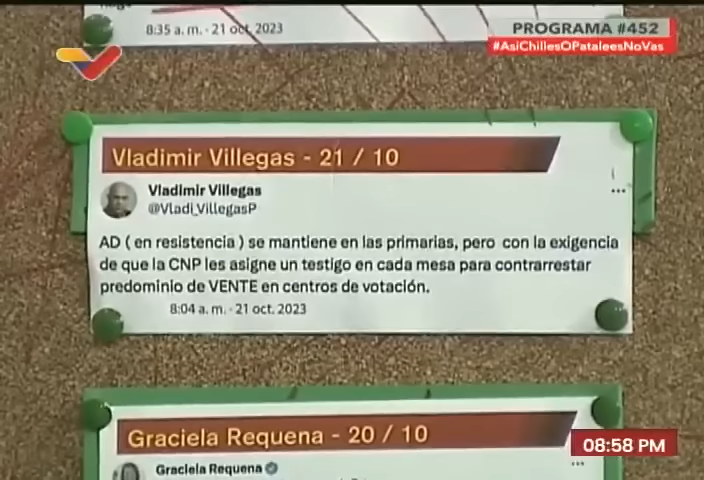 8:35 a. m. · 21 oct. 2023
PROGRAMA #452
#AsíChillesOPataleesNoVas
Vladimir Villegas - 21 / 10
Vladimir Villegas
@Vladi_VillegasP
AD ( en resistencia ) se mantiene en las primarias, pero con la exigencia
de que la CNP les asigne un testigo en cada mesa para contrarrestar
predominio de VENTE en centros de votación.
8:04 a. m. · 21 oct. 2023
Graciela Requena - 20 / 10
08:58 PM
Graciela Requena